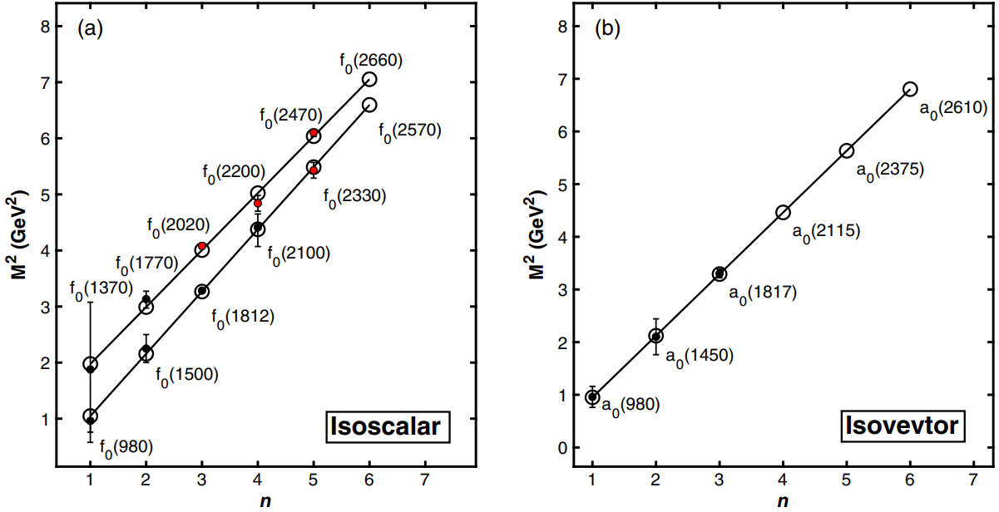 (a)
8
7
6
5
4
3
2
1
M² (GeV²)
f₀(2660)
f₀(2470)
f₀(2570)
f₀(2200)
f₀(2330)
f₀(2020)
f₀(2100)
f₀(1770)
f₀(1370)
f₀(1812)
f₀(1500)
f₀(980)
Isoscalar
1 2 3 4 5 6 7
n
(b)
8
7
6
5
4
3
2
1
0
M² (GeV²)
a₀(2610)
a₀(2375)
a₀(2115)
a₀(1817)
a₀(1450)
a₀(980)
Isovevtor
1 2 3 4 5 6 7
n